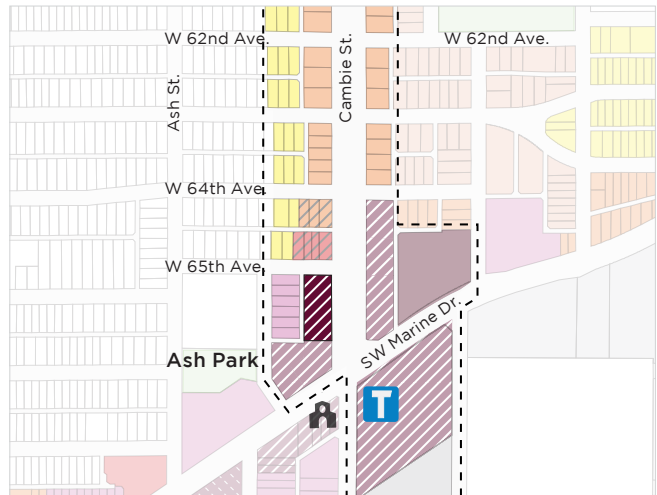 W 62nd Ave.
W 62nd Ave.
Ash St.
Cambie St.
W 64th Ave.
W 65th Ave.
SW Marine Dr.
Ash Park
T